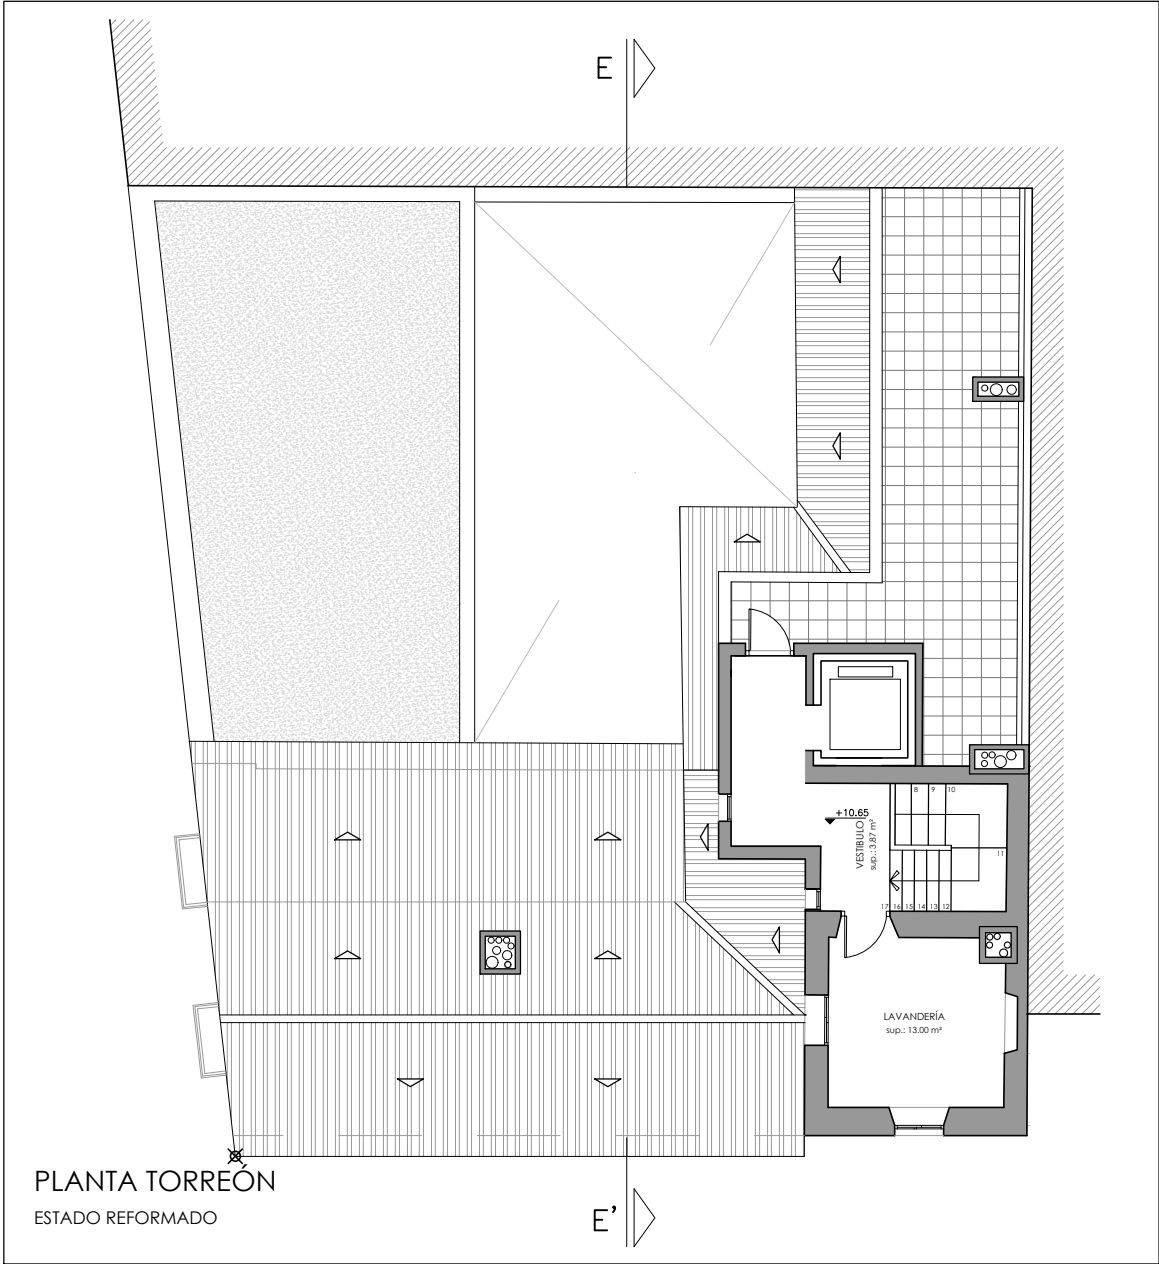 E
8 9 10
+10.65
VESTIBULO
sup.: 3.87 m²
11
17 16 15 14 13 12
LAVANDERÍA
sup.: 13.00 m²
PLANTA TORREÓN
ESTADO REFORMADO
E'